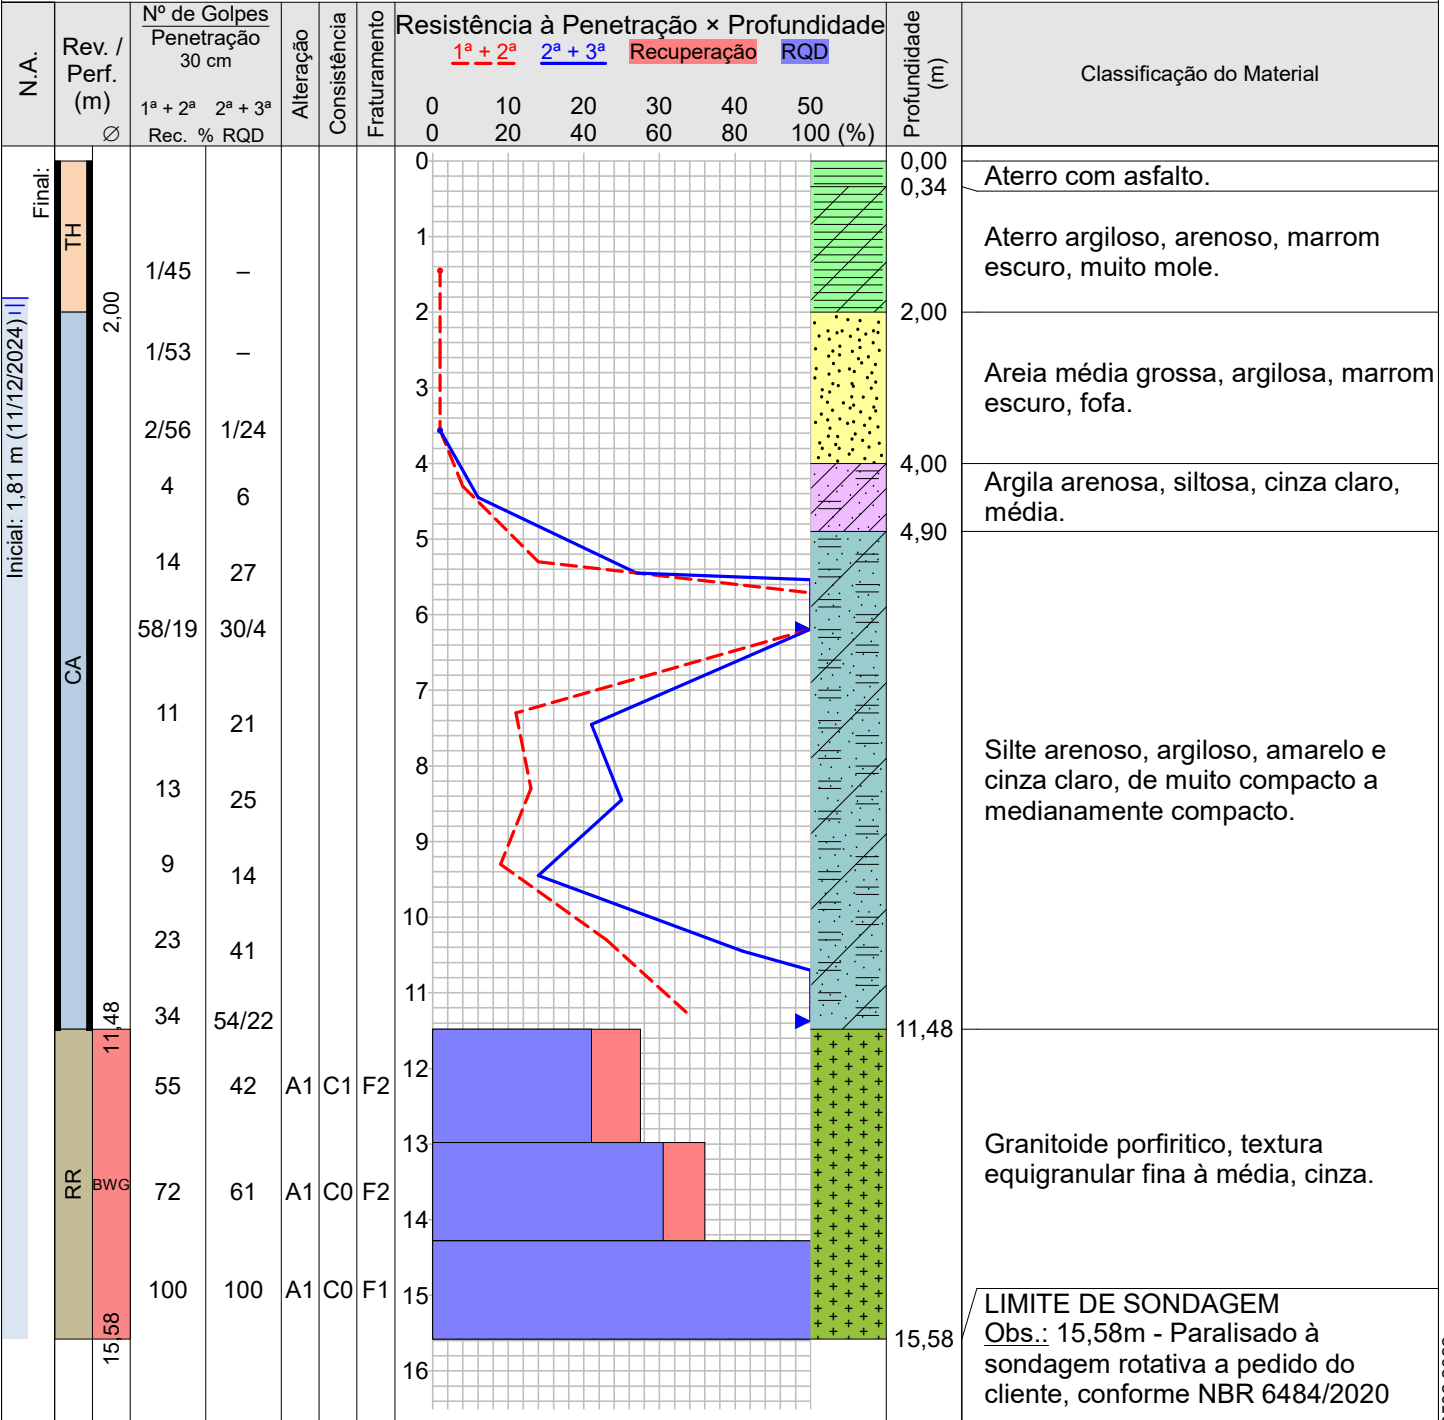 N.A.
Rev. / Perf. (m)
Ø
Nº de Golpes
Penetração
30 cm
1ª + 2ª 2ª + 3ª
Rec. % RQD
Alteração
Consistência
Fraturamento
Resistência à Penetração × Profundidade
1ª + 2ª 2ª + 3ª Recuperação RQD
0 10 20 30 40 50
0 20 40 60 80 100 (%)
Profundidade (m)
Classificação do Material
Final:
Inicial: 1,81 m (11/12/2024)
TH
CA
RR
2,00
11,48
BWG
15,58
1/45 –
1/53 –
2/56 1/24
4 6
14 27
58/19 30/4
11 21
13 25
9 14
23 41
34 54/22
55 42 A1 C1 F2
72 61 A1 C0 F2
100 100 A1 C0 F1
0
1
2
3
4
5
6
7
8
9
10
11
12
13
14
15
16
0,00
0,34
2,00
4,00
4,90
11,48
15,58
Aterro com asfalto.
Aterro argiloso, arenoso, marrom
escuro, muito mole.
Areia média grossa, argilosa, marrom
escuro, fofa.
Argila arenosa, siltosa, cinza claro,
média.
Silte arenoso, argiloso, amarelo e
cinza claro, de muito compacto a
medianamente compacto.
Granitoide porfiritico, textura
equigranular fina à média, cinza.
LIMITE DE SONDAGEM
Obs.: 15,58m - Paralisado à
sondagem rotativa a pedido do
cliente, conforme NBR 6484/2020